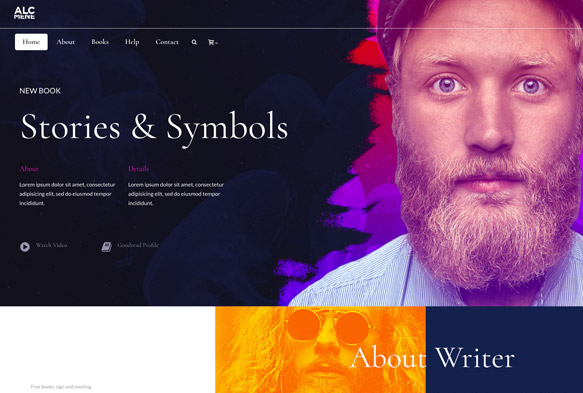 ALC
MENE
Home About Books Help Contact
NEW BOOK
Stories & Symbols
About
Lorem ipsum dolor sit amet, consectetur
adipisicing elit, sed do eiusmod tempor
incididunt.
Details
Lorem ipsum dolor sit amet, consectetur
adipisicing elit, sed do eiusmod tempor
incididunt.
Watch Video
Goodread Profile
About Writer
Free books, sign and meeting